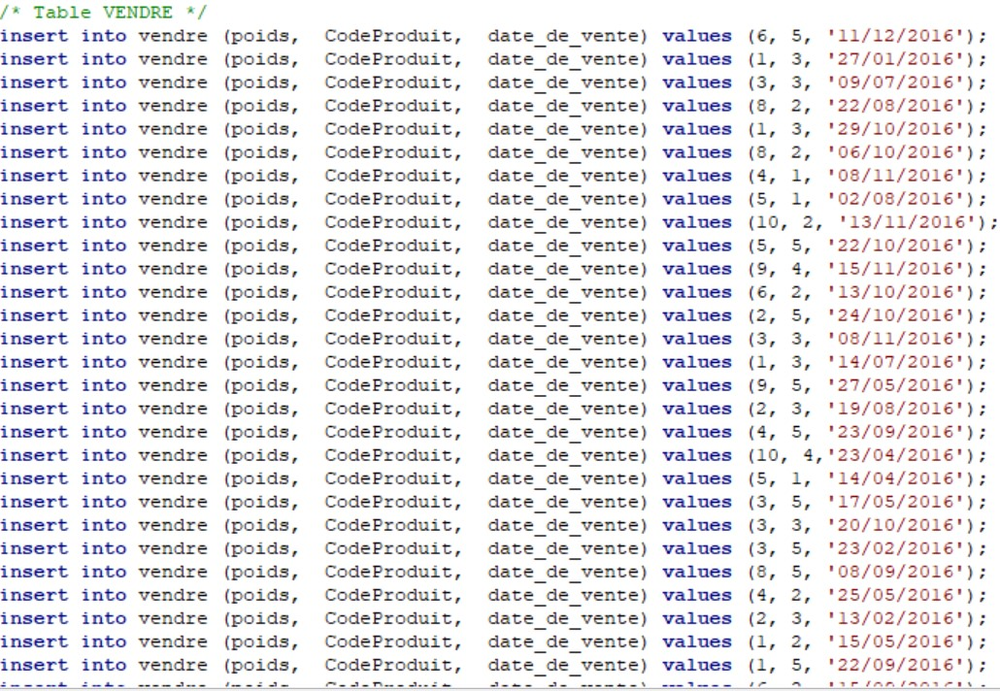 /* Table VENDRE */
insert into vendre (poids, CodeProduit, date_de_vente) values (6, 5, '11/12/2016');
insert into vendre (poids, CodeProduit, date_de_vente) values (1, 3, '27/01/2016');
insert into vendre (poids, CodeProduit, date_de_vente) values (3, 3, '09/07/2016');
insert into vendre (poids, CodeProduit, date_de_vente) values (8, 2, '22/08/2016');
insert into vendre (poids, CodeProduit, date_de_vente) values (1, 3, '29/10/2016');
insert into vendre (poids, CodeProduit, date_de_vente) values (8, 2, '06/10/2016');
insert into vendre (poids, CodeProduit, date_de_vente) values (4, 1, '08/11/2016');
insert into vendre (poids, CodeProduit, date_de_vente) values (5, 1, '02/08/2016');
insert into vendre (poids, CodeProduit, date_de_vente) values (10, 2, '13/11/2016');
insert into vendre (poids, CodeProduit, date_de_vente) values (5, 5, '22/10/2016');
insert into vendre (poids, CodeProduit, date_de_vente) values (9, 4, '15/11/2016');
insert into vendre (poids, CodeProduit, date_de_vente) values (6, 2, '13/10/2016');
insert into vendre (poids, CodeProduit, date_de_vente) values (2, 5, '24/10/2016');
insert into vendre (poids, CodeProduit, date_de_vente) values (3, 3, '08/11/2016');
insert into vendre (poids, CodeProduit, date_de_vente) values (1, 3, '14/07/2016');
insert into vendre (poids, CodeProduit, date_de_vente) values (9, 5, '27/05/2016');
insert into vendre (poids, CodeProduit, date_de_vente) values (2, 3, '19/08/2016');
insert into vendre (poids, CodeProduit, date_de_vente) values (4, 5, '23/09/2016');
insert into vendre (poids, CodeProduit, date_de_vente) values (10, 4,'23/04/2016');
insert into vendre (poids, CodeProduit, date_de_vente) values (5, 1, '14/04/2016');
insert into vendre (poids, CodeProduit, date_de_vente) values (3, 5, '17/05/2016');
insert into vendre (poids, CodeProduit, date_de_vente) values (3, 3, '20/10/2016');
insert into vendre (poids, CodeProduit, date_de_vente) values (3, 5, '23/02/2016');
insert into vendre (poids, CodeProduit, date_de_vente) values (8, 5, '08/09/2016');
insert into vendre (poids, CodeProduit, date_de_vente) values (4, 2, '25/05/2016');
insert into vendre (poids, CodeProduit, date_de_vente) values (2, 3, '13/02/2016');
insert into vendre (poids, CodeProduit, date_de_vente) values (1, 2, '15/05/2016');
insert into vendre (poids, CodeProduit, date_de_vente) values (1, 5, '22/09/2016');